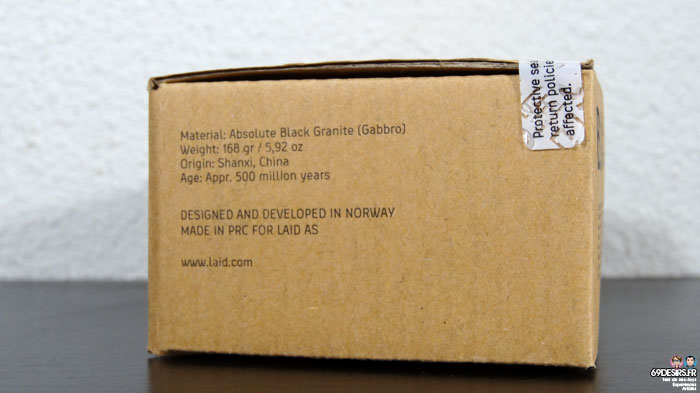 Material: Absolute Black Granite (Gabbro)
Weight: 168 gr / 5,92 oz
Origin: Shanxi, China
Age: Appr. 500 million years
DESIGNED AND DEVELOPED IN NORWAY
MADE IN PRC FOR LAID AS
www.laid.com
Protective
return
affected.
69DESIRS.FR